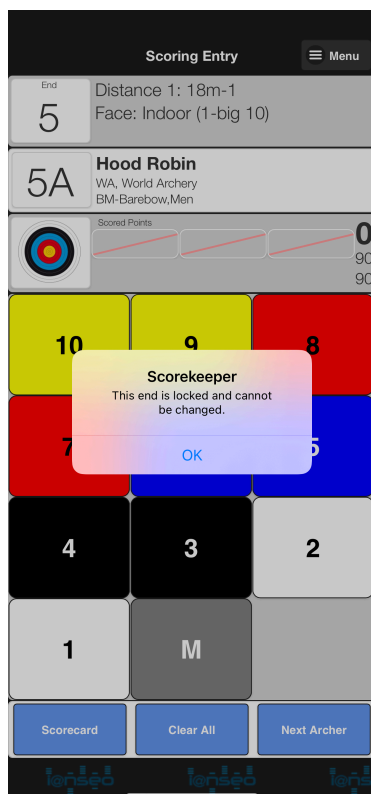 Scoring Entry
Menu
End
5
Distance 1: 18m-1
Face: Indoor (1-big 10)
5A
Hood Robin
WA, World Archery
BM-Barebow,Men
Scored Points
0
90
90
10
9
8
Scorekeeper
This end is locked and cannot
be changed.
OK
7
5
4
3
2
1
M
Scorecard
Clear All
Next Archer
i@nseo
i@nseo